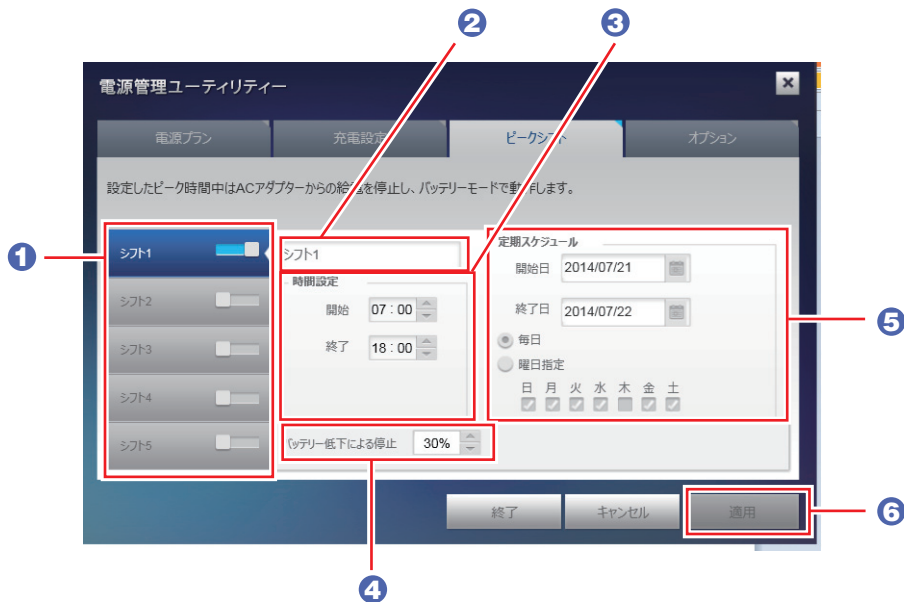 2 3
電源管理ユーティリティー
電源プラン 充電設定 ピークシフト オプション
設定したピーク時間中はACアダプターからの給電を停止し、バッテリーモードで動作します。
1
シフト1
シフト2
シフト3
シフト4
シフト5
シフト1
時間設定
開始 07:00
終了 18:00
バッテリー低下による停止 30%
定期スケジュール
開始日 2014/07/21
終了日 2014/07/22
毎日
曜日指定
日 月 火 水 木 金 土
5
終了 キャンセル 適用
6
4